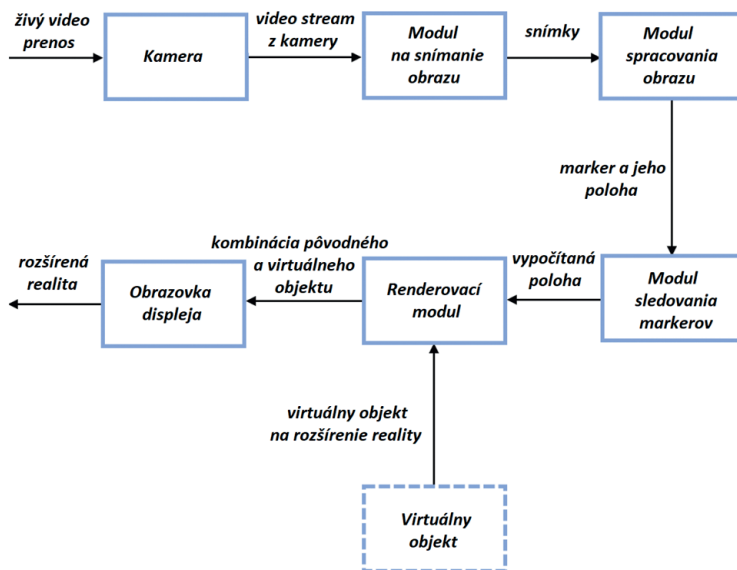 živý video
prenos
Kamera
video stream
z kamery
Modul
na snímanie
obrazu
snímky
Modul
spracovania
obrazu
marker a jeho
poloha
rozšírená
realita
Obrazovka
displeja
kombinácia pôvodného
a virtuálneho
objektu
Renderovací
modul
vypočítaná
poloha
Modul
sledovania
markerov
virtuálny objekt
na rozšírenie reality
Virtuálny
objekt